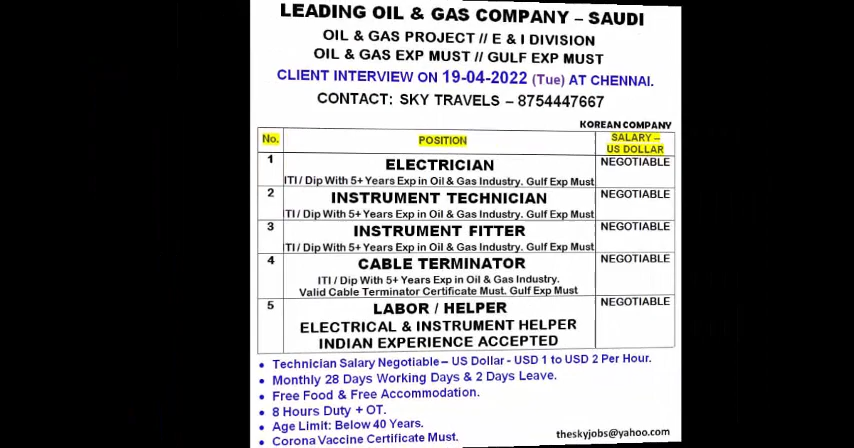 LEADING OIL & GAS COMPANY – SAUDI
OIL & GAS PROJECT // E & I DIVISION
OIL & GAS EXP MUST // GULF EXP MUST
CLIENT INTERVIEW ON 19-04-2022 (Tue) AT CHENNAI.
CONTACT: SKY TRAVELS – 8754447667
KOREAN COMPANY
No. POSITION SALARY – US DOLLAR
1 ELECTRICIAN NEGOTIABLE
ITI / Dip With 5+ Years Exp in Oil & Gas Industry. Gulf Exp Must
2 INSTRUMENT TECHNICIAN NEGOTIABLE
ITI / Dip With 5+ Years Exp in Oil & Gas Industry. Gulf Exp Must
3 INSTRUMENT FITTER NEGOTIABLE
ITI / Dip With 5+ Years Exp in Oil & Gas Industry. Gulf Exp Must
4 CABLE TERMINATOR NEGOTIABLE
ITI / Dip With 5+ Years Exp in Oil & Gas Industry.
Valid Cable Terminator Certificate Must. Gulf Exp Must
5 LABOR / HELPER NEGOTIABLE
ELECTRICAL & INSTRUMENT HELPER
INDIAN EXPERIENCE ACCEPTED
• Technician Salary Negotiable – US Dollar - USD 1 to USD 2 Per Hour.
• Monthly 28 Days Working Days & 2 Days Leave.
• Free Food & Free Accommodation.
• 8 Hours Duty + OT.
• Age Limit: Below 40 Years.
• Corona Vaccine Certificate Must.
theskyjobs@yahoo.com